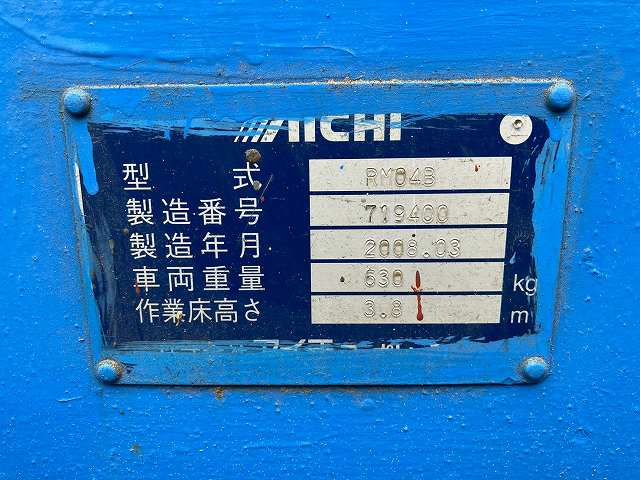 AICHI
型式 RM04B
製造番号 719400
製造年月 2008.03
車両重量 630 kg
作業床高さ 3.8 m